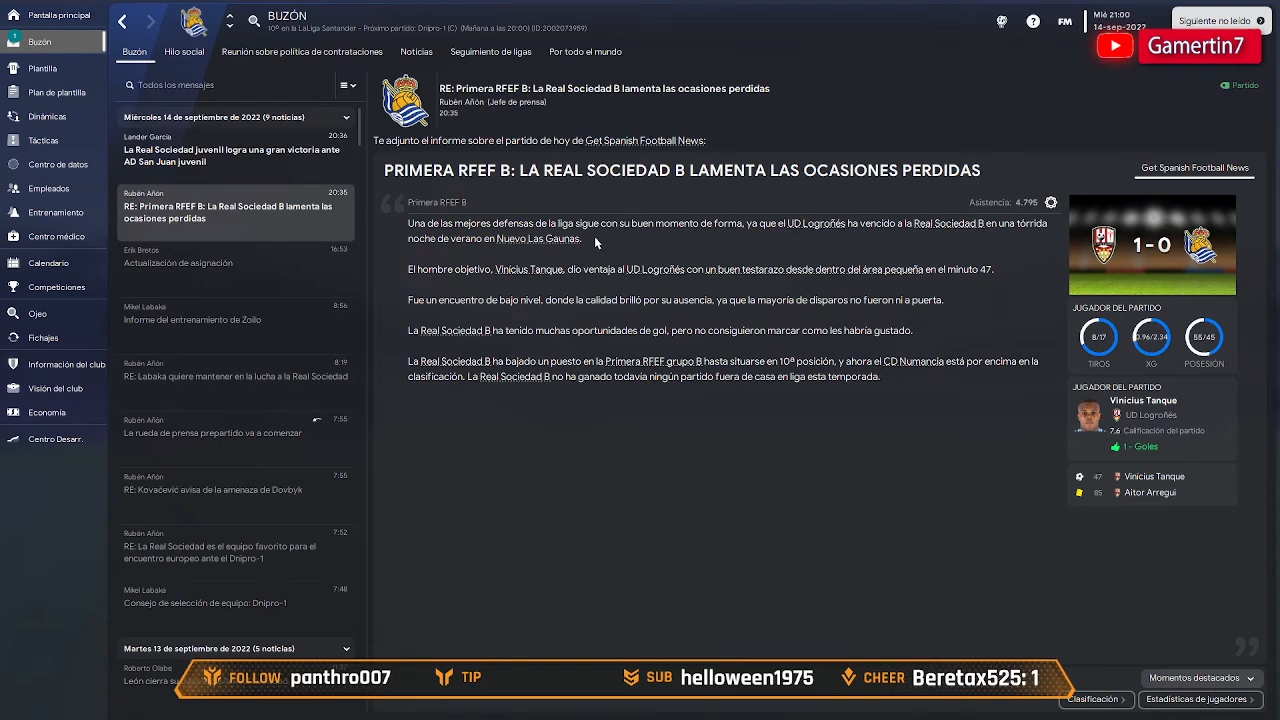 Menú principal
BUZÓN
10º en la LaLiga Santander - Próximo partido: Dnipro-1 (C) (Mañana a las 20:00) (ID:2002073959)
FM
Mié 21:00
14-sep-2022
Siguiente no leído
Gamertin7
1
Buzón
Plantilla
Plan de plantilla
Dinámicas
Tácticas
Centro de datos
Empleados
Entrenamiento
Centro médico
Calendario
Competiciones
Ojeo
Fichajes
Información del club
Visión del club
Economía
Centro Desarr.
Buzón
Hilo social
Reunión sobre política de contrataciones
Noticias
Seguimiento de ligas
Por todo el mundo
Todos los mensajes
Miércoles 14 de septiembre de 2022 (9 noticias)
Lander García
20:36
La Real Sociedad juvenil logra una gran victoria ante
AD San Juan juvenil
Rubén Añón
20:35
RE: Primera RFEF B: La Real Sociedad B lamenta las
ocasiones perdidas
Erik Bretos
16:53
Actualización de asignación
Mikel Labaka
8:56
Informe del entrenamiento de Zoilo
Rubén Añón
8:19
RE: Labaka quiere mantener en la lucha a la Real Sociedad
Rubén Añón
7:55
La rueda de prensa prepartido va a comenzar
Rubén Añón
7:55
RE: Kovačević avisa de la amenaza de Dovbyk
Rubén Añón
7:52
RE: La Real Sociedad es el equipo favorito para el
encuentro europeo ante el Dnipro-1
Mikel Labaka
7:48
Consejo de selección de equipo: Dnipro-1
Martes 13 de septiembre de 2022 (5 noticias)
Roberto Olabe
RE: Primera RFEF B: La Real Sociedad B lamenta las ocasiones perdidas
Rubén Añón (Jefe de prensa)
20:35
Partido
Te adjunto el informe sobre el partido de hoy de Get Spanish Football News:
PRIMERA RFEF B: LA REAL SOCIEDAD B LAMENTA LAS OCASIONES PERDIDAS
Get Spanish Football News
Primera RFEF B
Asistencia: 4.795
Una de las mejores defensas de la liga sigue con su buen momento de forma, ya que el UD Logroñés ha vencido a la Real Sociedad B en una tórrida
noche de verano en Nuevo Las Gaunas.
El hombre objetivo, Vinícius Tanque, dio ventaja al UD Logroñés con un buen testarazo desde dentro del área pequeña en el minuto 47.
Fue un encuentro de bajo nivel, donde la calidad brilló por su ausencia, ya que la mayoría de disparos no fueron ni a puerta.
La Real Sociedad B ha tenido muchas oportunidades de gol, pero no consiguieron marcar como les habría gustado.
La Real Sociedad B ha bajado un puesto en la Primera RFEF grupo B hasta situarse en 10ª posición, y ahora el CD Numancia está por encima en la
clasificación. La Real Sociedad B no ha ganado todavía ningún partido fuera de casa en liga esta temporada.
1 - 0
JUGADOR DEL PARTIDO
8/17
0.96/2.34
55/45
TIROS
XG
POSESIÓN
JUGADOR DEL PARTIDO
Vinícius Tanque
UD Logroñés
7.6 Calificación del partido
1 - Goles
47 Vinícius Tanque
85 Aitor Arregui
FOLLOW panthro007
TIP
SUB helloween1975
CHEER Beretax525: 1
Momentos destacados
Clasificación
Estadísticas de jugadores